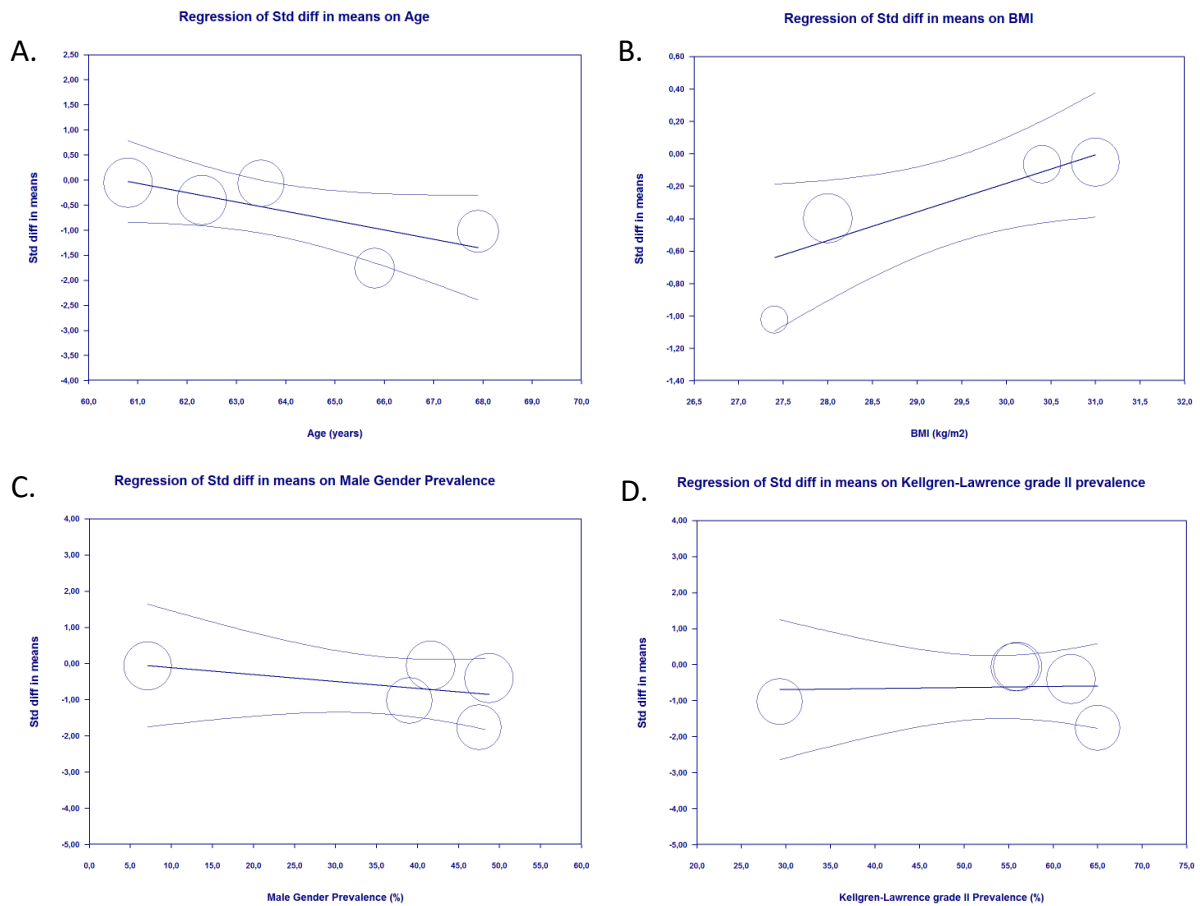 Regression of Std diff in means on Age
A.
2,50
2,00
1,50
1,00
0,50
0,00
-0,50
-1,00
-1,50
-2,00
-2,50
-3,00
-3,50
-4,00
Std diff in means
60,0 61,0 62,0 63,0 64,0 65,0 66,0 67,0 68,0 69,0 70,0
Age (years)
Regression of Std diff in means on BMI
B.
0,60
0,40
0,20
0,00
-0,20
-0,40
-0,60
-0,80
-1,00
-1,20
-1,40
Std diff in means
26,5 27,0 27,5 28,0 28,5 29,0 29,5 30,0 30,5 31,0 31,5 32,0
BMI (kg/m2)
Regression of Std diff in means on Male Gender Prevalence
C.
4,00
3,00
2,00
1,00
0,00
-1,00
-2,00
-3,00
-4,00
-5,00
Std diff in means
0,0 5,0 10,0 15,0 20,0 25,0 30,0 35,0 40,0 45,0 50,0 55,0 60,0
Male Gender Prevalence (%)
Regression of Std diff in means on Kellgren-Lawrence grade II prevalence
D.
4,00
3,00
2,00
1,00
0,00
-1,00
-2,00
-3,00
-4,00
-5,00
Std diff in means
20,0 25,0 30,0 35,0 40,0 45,0 50,0 55,0 60,0 65,0 70,0 75,0
Kellgren-Lawrence grade II Prevalence (%)